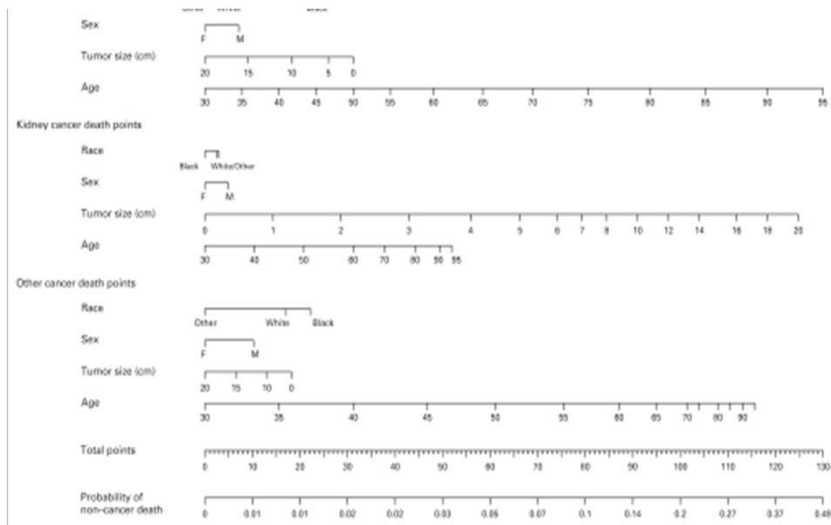 Sex
F M
Tumor size (cm)
20 15 10 5 0
Age
30 35 40 45 50 55 60 65 70 75 80 85 90 95
Kidney cancer death points
Race
Black White/Other
Sex
F M
Tumor size (cm)
0 1 2 3 4 5 6 7 8 10 12 14 16 18 20
Age
30 40 50 60 70 80 90 95
Other cancer death points
Race
Other White Black
Sex
F M
Tumor size (cm)
20 15 10 0
Age
30 35 40 45 50 55 60 65 70 80 90
Total points
0 10 20 30 40 50 60 70 80 90 100 110 120 130
Probability of
non-cancer death
0 0.01 0.01 0.02 0.02 0.03 0.05 0.07 0.1 0.14 0.2 0.27 0.37 0.48